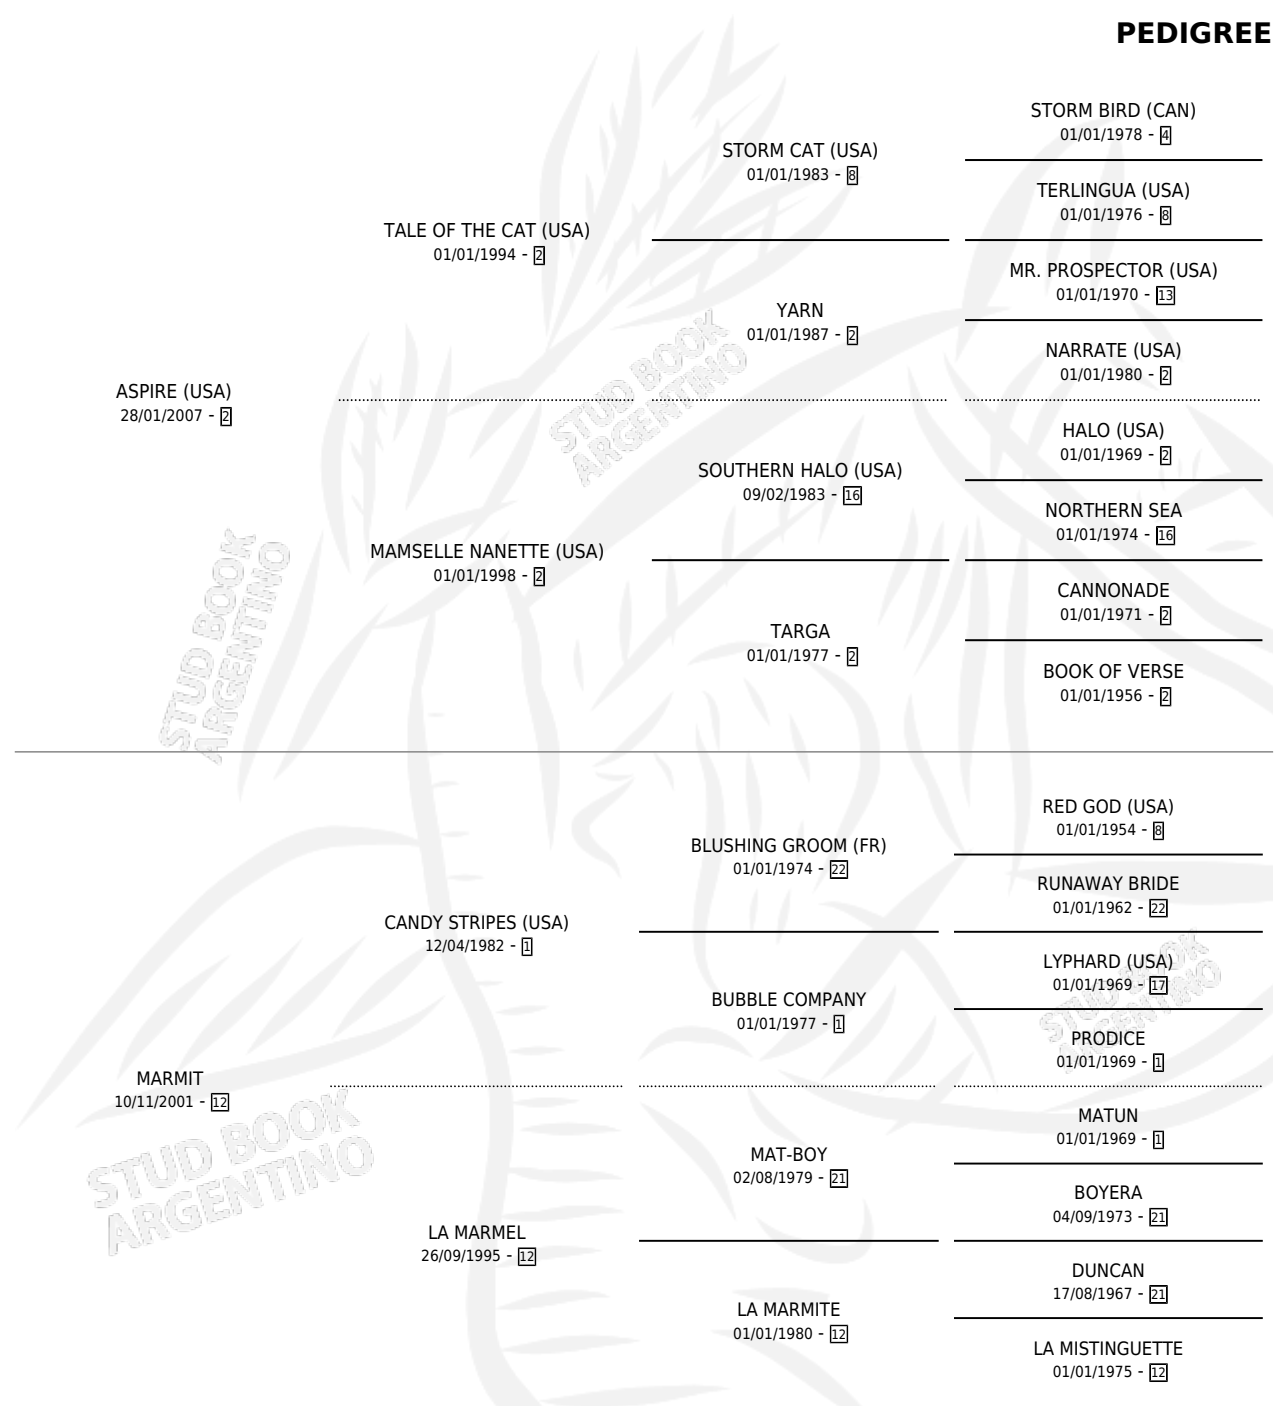 PEDIGREE
STORM BIRD (CAN)
01/01/1978 - 4
STORM CAT (USA)
01/01/1983 - 8
TERLINGUA (USA)
01/01/1976 - 8
TALE OF THE CAT (USA)
01/01/1994 - 2
MR. PROSPECTOR (USA)
01/01/1970 - 13
YARN
01/01/1987 - 2
NARRATE (USA)
01/01/1980 - 2
ASPIRE (USA)
28/01/2007 - 2
HALO (USA)
01/01/1969 - 2
SOUTHERN HALO (USA)
09/02/1983 - 16
NORTHERN SEA
01/01/1974 - 16
MAMSELLE NANETTE (USA)
01/01/1998 - 2
CANNONADE
01/01/1971 - 2
TARGA
01/01/1977 - 2
BOOK OF VERSE
01/01/1956 - 2
RED GOD (USA)
01/01/1954 - 8
BLUSHING GROOM (FR)
01/01/1974 - 22
RUNAWAY BRIDE
01/01/1962 - 22
CANDY STRIPES (USA)
12/04/1982 - 1
LYPHARD (USA)
01/01/1969 - 17
BUBBLE COMPANY
01/01/1977 - 1
PRODICE
01/01/1969 - 1
MARMIT
10/11/2001 - 12
MATUN
01/01/1969 - 1
MAT-BOY
02/08/1979 - 21
BOYERA
04/09/1973 - 21
LA MARMEL
26/09/1995 - 12
DUNCAN
17/08/1967 - 21
LA MARMITE
01/01/1980 - 12
LA MISTINGUETTE
01/01/1975 - 12
STUD BOOK
ARGENTINO
STUD BOOK
ARGENTINO
STUD BOOK
ARGENTINO
STUD BOOK
ARGENTINO